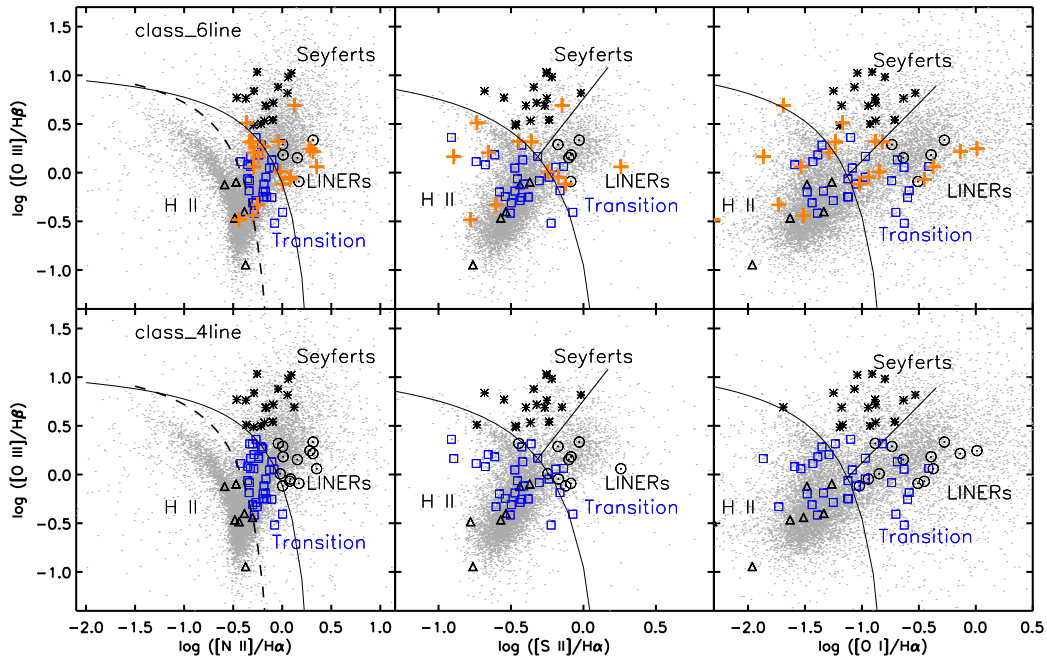 class_6line
Seyferts
H II
LINERs
Transition
Seyferts
H II
LINERs
Transition
Seyferts
H II
LINERs
Transition
log ([O III]/Hβ)
1.5
1.0
0.5
0.0
−0.5
−1.0
class_4line
Seyferts
H II
LINERs
Transition
Seyferts
H II
LINERs
Transition
Seyferts
H II
LINERs
Transition
log ([O III]/Hβ)
1.5
1.0
0.5
0.0
−0.5
−1.0
−2.0 −1.5 −1.0 −0.5 0.0 0.5 1.0
log ([N II]/Hα)
−1.0 −0.5 0.0 0.5
log ([S II]/Hα)
−2.0 −1.5 −1.0 −0.5 0.0 0.5
log ([O I]/Hα)